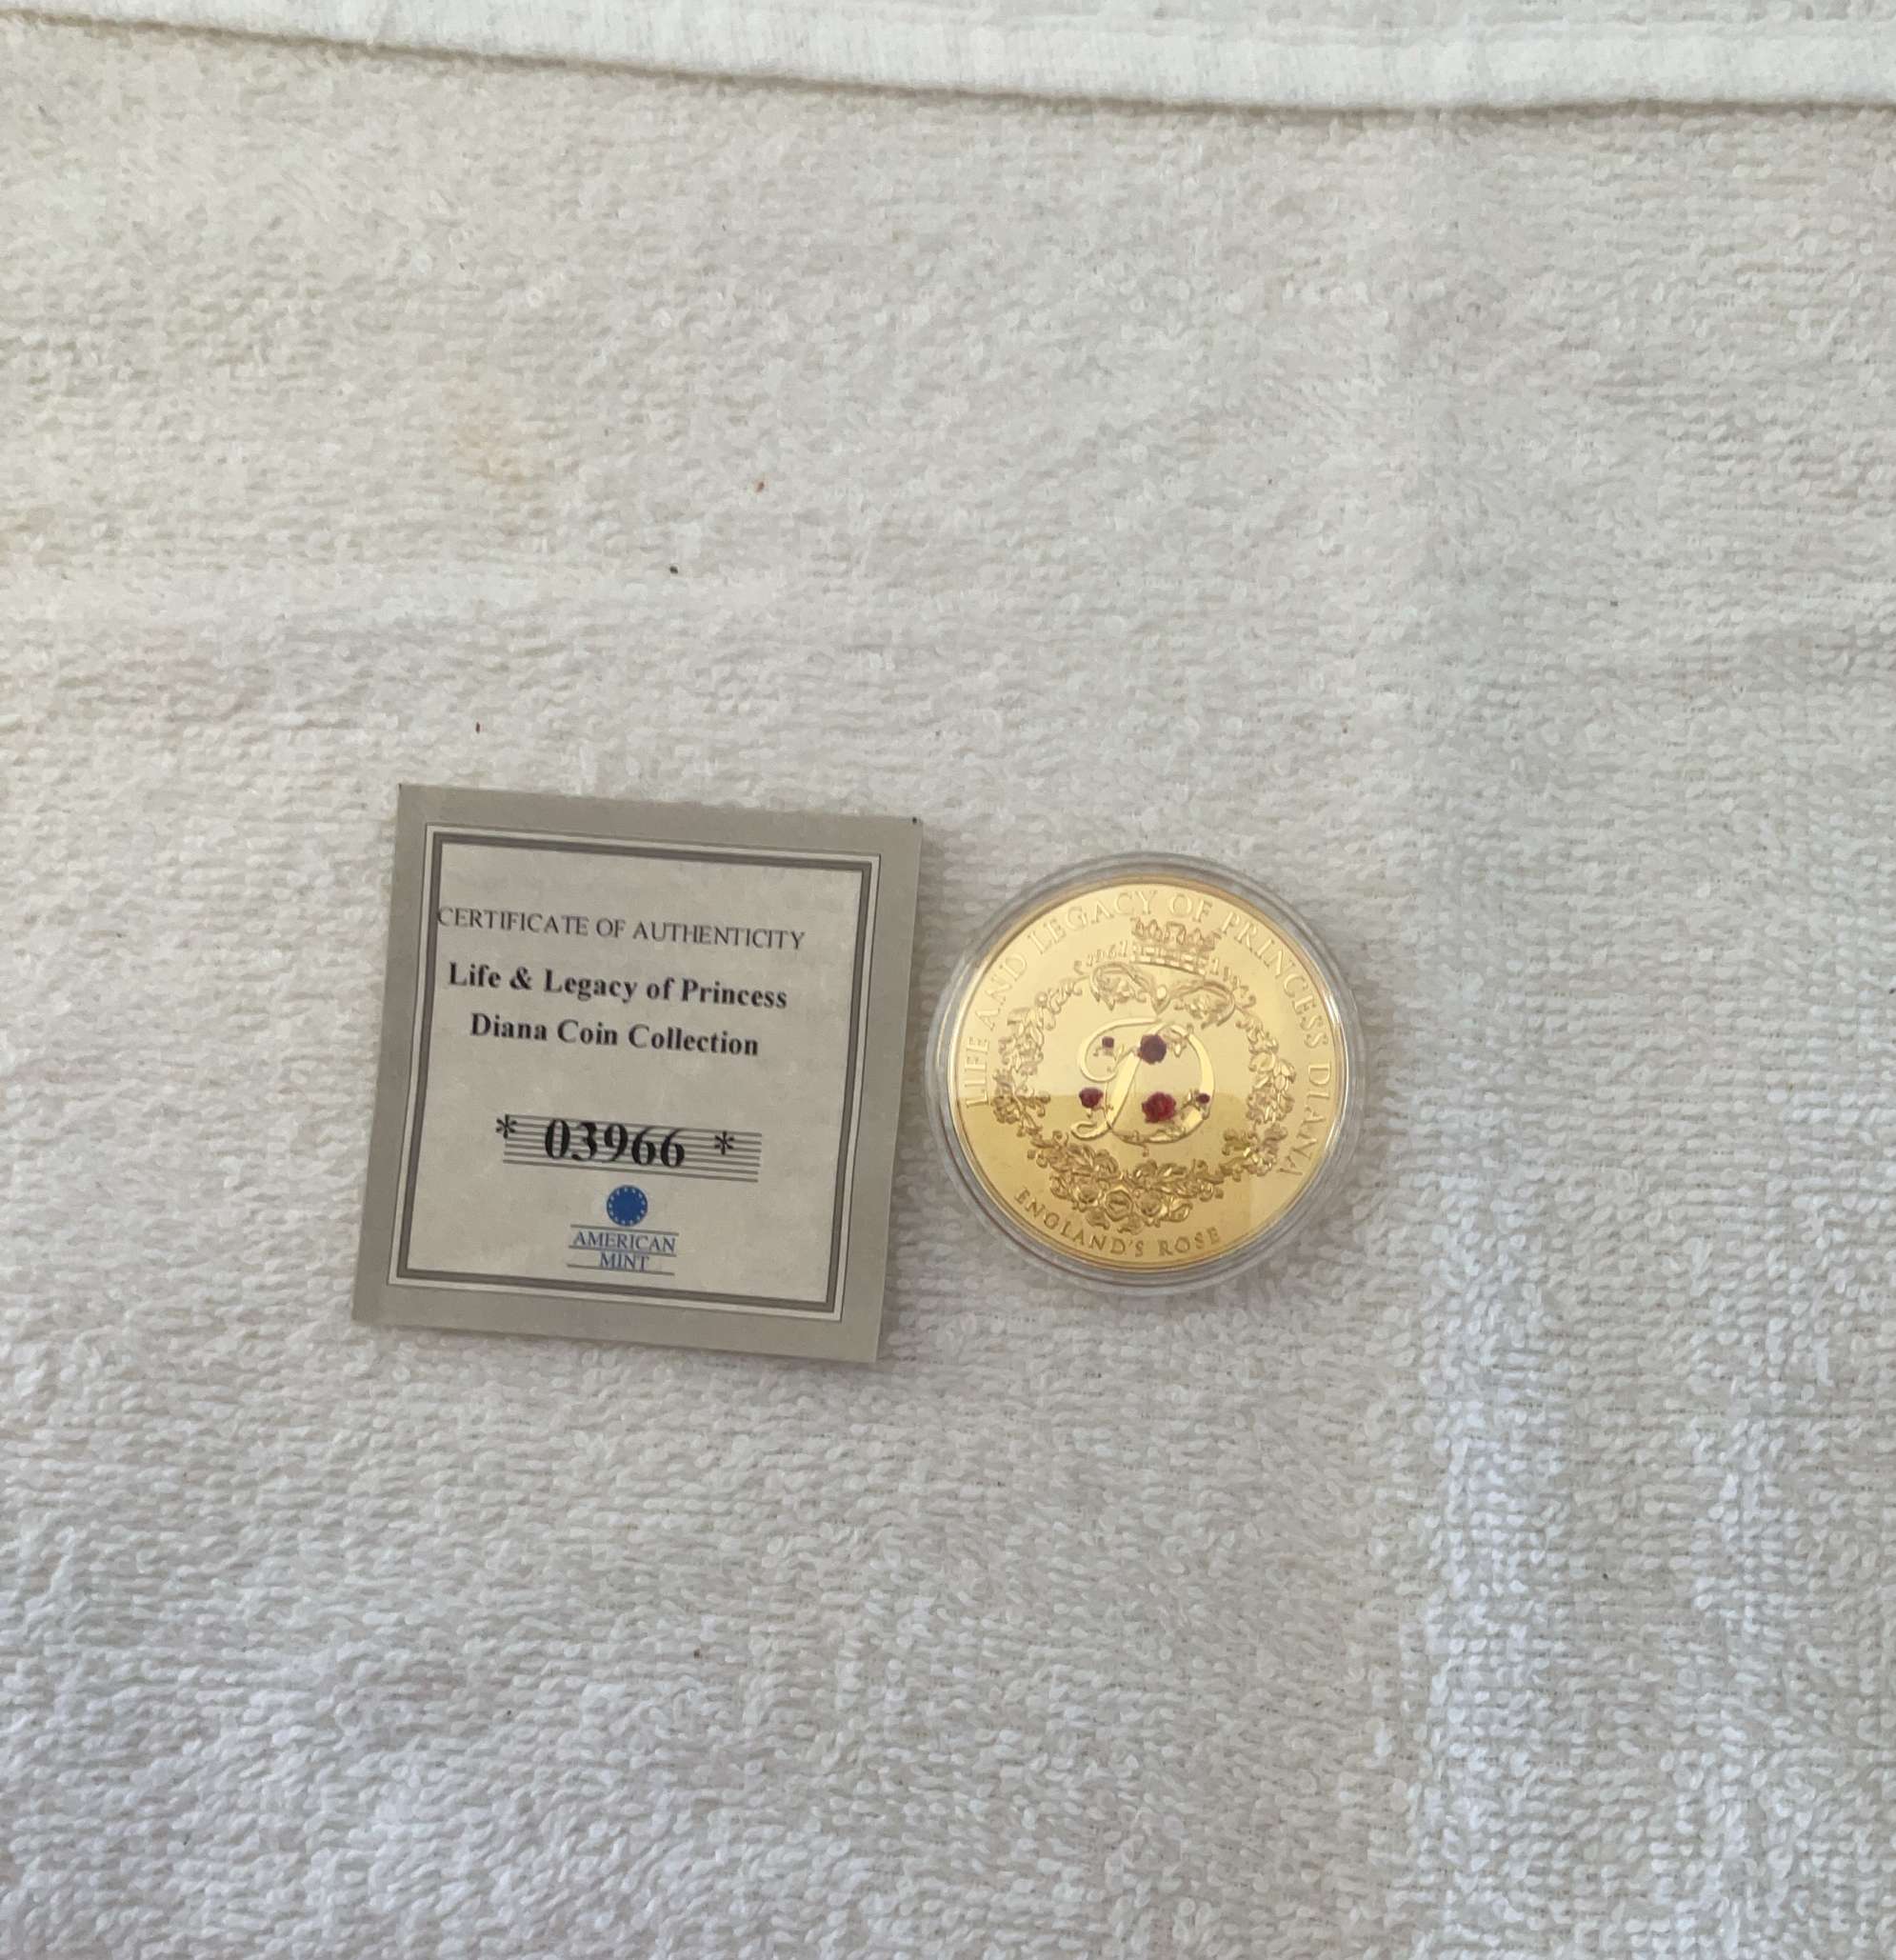 CERTIFICATE OF AUTHENTICITY
Life & Legacy of Princess
Diana Coin Collection
* 03966 *
AMERICAN
MINT
LIFE AND LEGACY OF PRINCESS DIANA
1961
D
ENGLAND'S ROSE